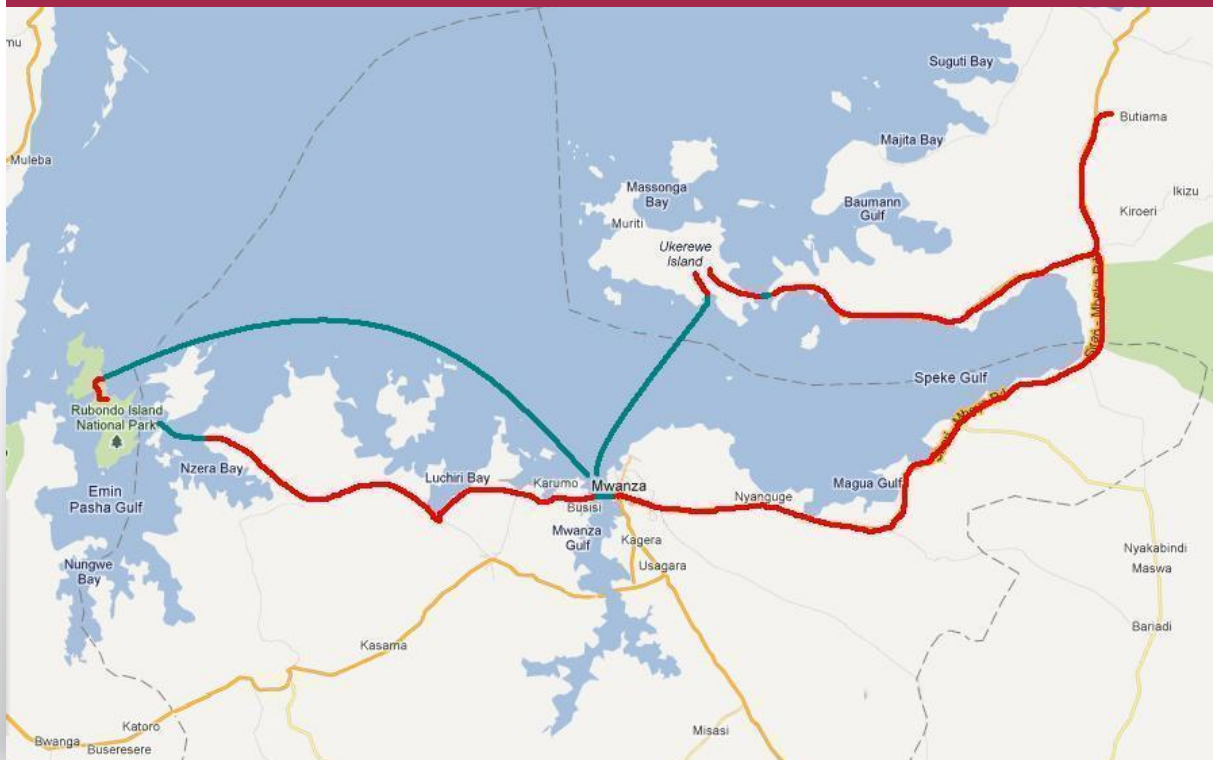 mu
Suguti Bay
Butiama
Majita Bay
Muleba
Massonga
Bay
Ikizu
Baumann
Gulf
Kiroeri
Muriti
Ukerewe
Island
Speke Gulf
Rubondo Island
National Park
Nzera Bay
Luchiri Bay
Karumo
Mwanza
Magua Gulf
Nyanguge
Emin
Pasha Gulf
Busisi
Mwanza
Gulf
Kagera
Nyakabindi
Nungwe
Bay
Usagara
Maswa
Bariadi
Kasama
Katoro
Misasi
Bwanga
Buseresere